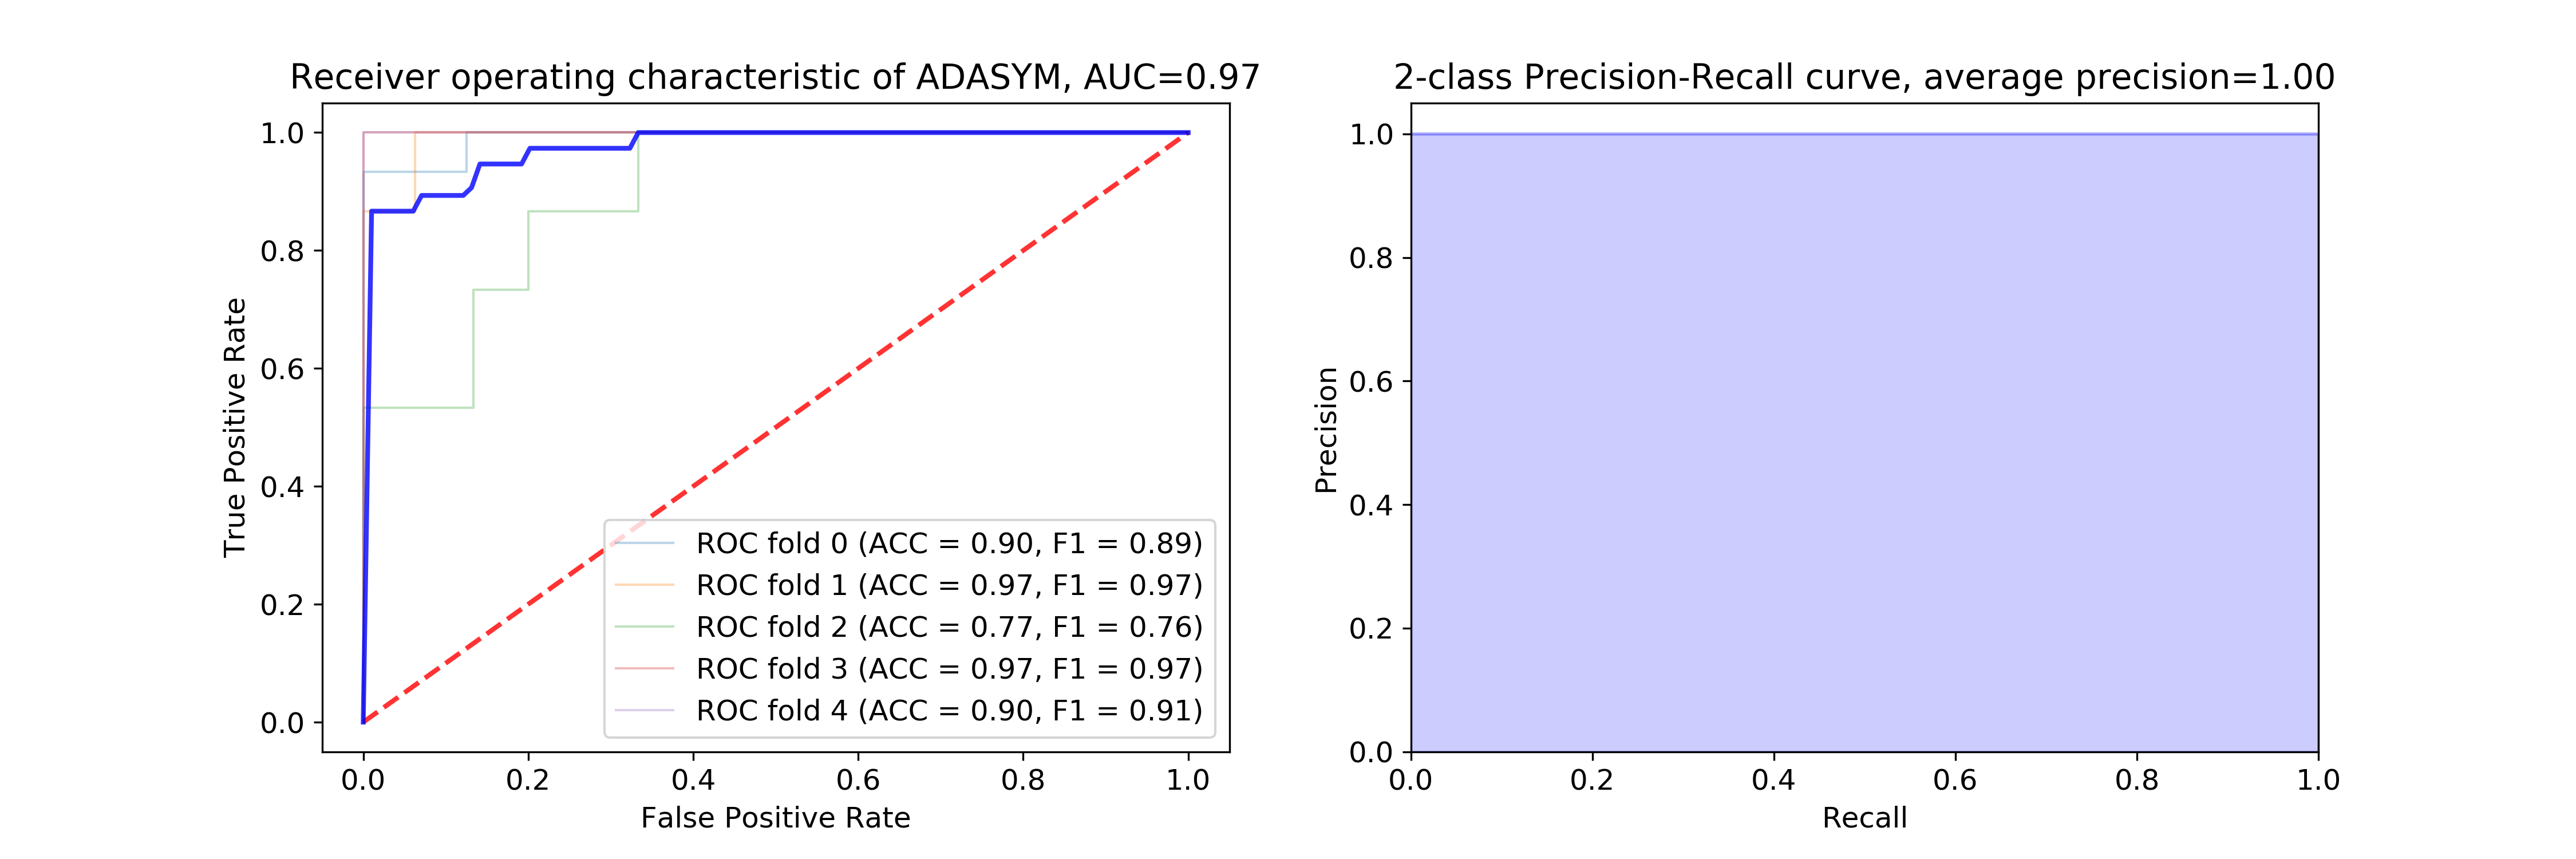 Receiver operating characteristic of ADASYM, AUC=0.97
1.0
0.8
0.6
0.4
0.2
0.0
True Positive Rate
ROC fold 0 (ACC = 0.90, F1 = 0.89)
ROC fold 1 (ACC = 0.97, F1 = 0.97)
ROC fold 2 (ACC = 0.77, F1 = 0.76)
ROC fold 3 (ACC = 0.97, F1 = 0.97)
ROC fold 4 (ACC = 0.90, F1 = 0.91)
0.0 0.2 0.4 0.6 0.8 1.0
False Positive Rate
2-class Precision-Recall curve, average precision=1.00
1.0
0.8
0.6
0.4
0.2
0.0
Precision
0.0 0.2 0.4 0.6 0.8 1.0
Recall